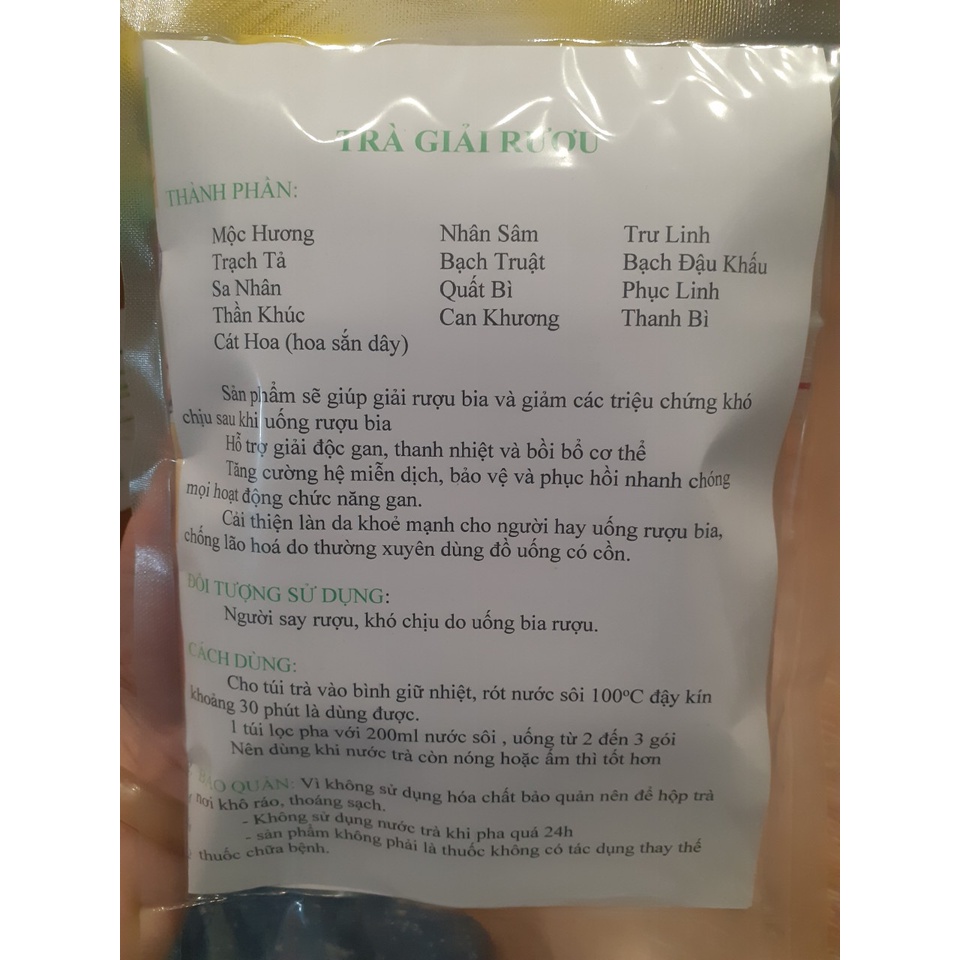 TRÀ GIẢI RƯỢU
THÀNH PHẦN:
Mộc Hương Nhân Sâm Trư Linh
Trạch Tả Bạch Truật Bạch Đậu Khấu
Sa Nhân Quất Bì Phục Linh
Thần Khúc Can Khương Thanh Bì
Cát Hoa (hoa sắn dây)
Sản phẩm sẽ giúp giải rượu bia và giảm các triệu chứng khó
chịu sau khi uống rượu bia
Hỗ trợ giải độc gan, thanh nhiệt và bồi bổ cơ thể
Tăng cường hệ miễn dịch, bảo vệ và phục hồi nhanh chóng
mọi hoạt động chức năng gan.
Cải thiện làn da khoẻ mạnh cho người hay uống rượu bia,
chống lão hoá do thường xuyên dùng đồ uống có cồn.
ĐỐI TƯỢNG SỬ DỤNG:
Người say rượu, khó chịu do uống bia rượu.
CÁCH DÙNG:
Cho túi trà vào bình giữ nhiệt, rót nước sôi 100ºC đậy kín
khoảng 30 phút là dùng được.
1 túi lọc pha với 200ml nước sôi , uống từ 2 đến 3 gói
Nên dùng khi nước trà còn nóng hoặc ấm thì tốt hơn
BẢO QUẢN: Vì không sử dụng hóa chất bảo quản nên để hộp trà
nơi khô ráo, thoáng sạch.
- Không sử dụng nước trà khi pha quá 24h
- sản phẩm không phải là thuốc không có tác dụng thay thế
thuốc chữa bệnh.